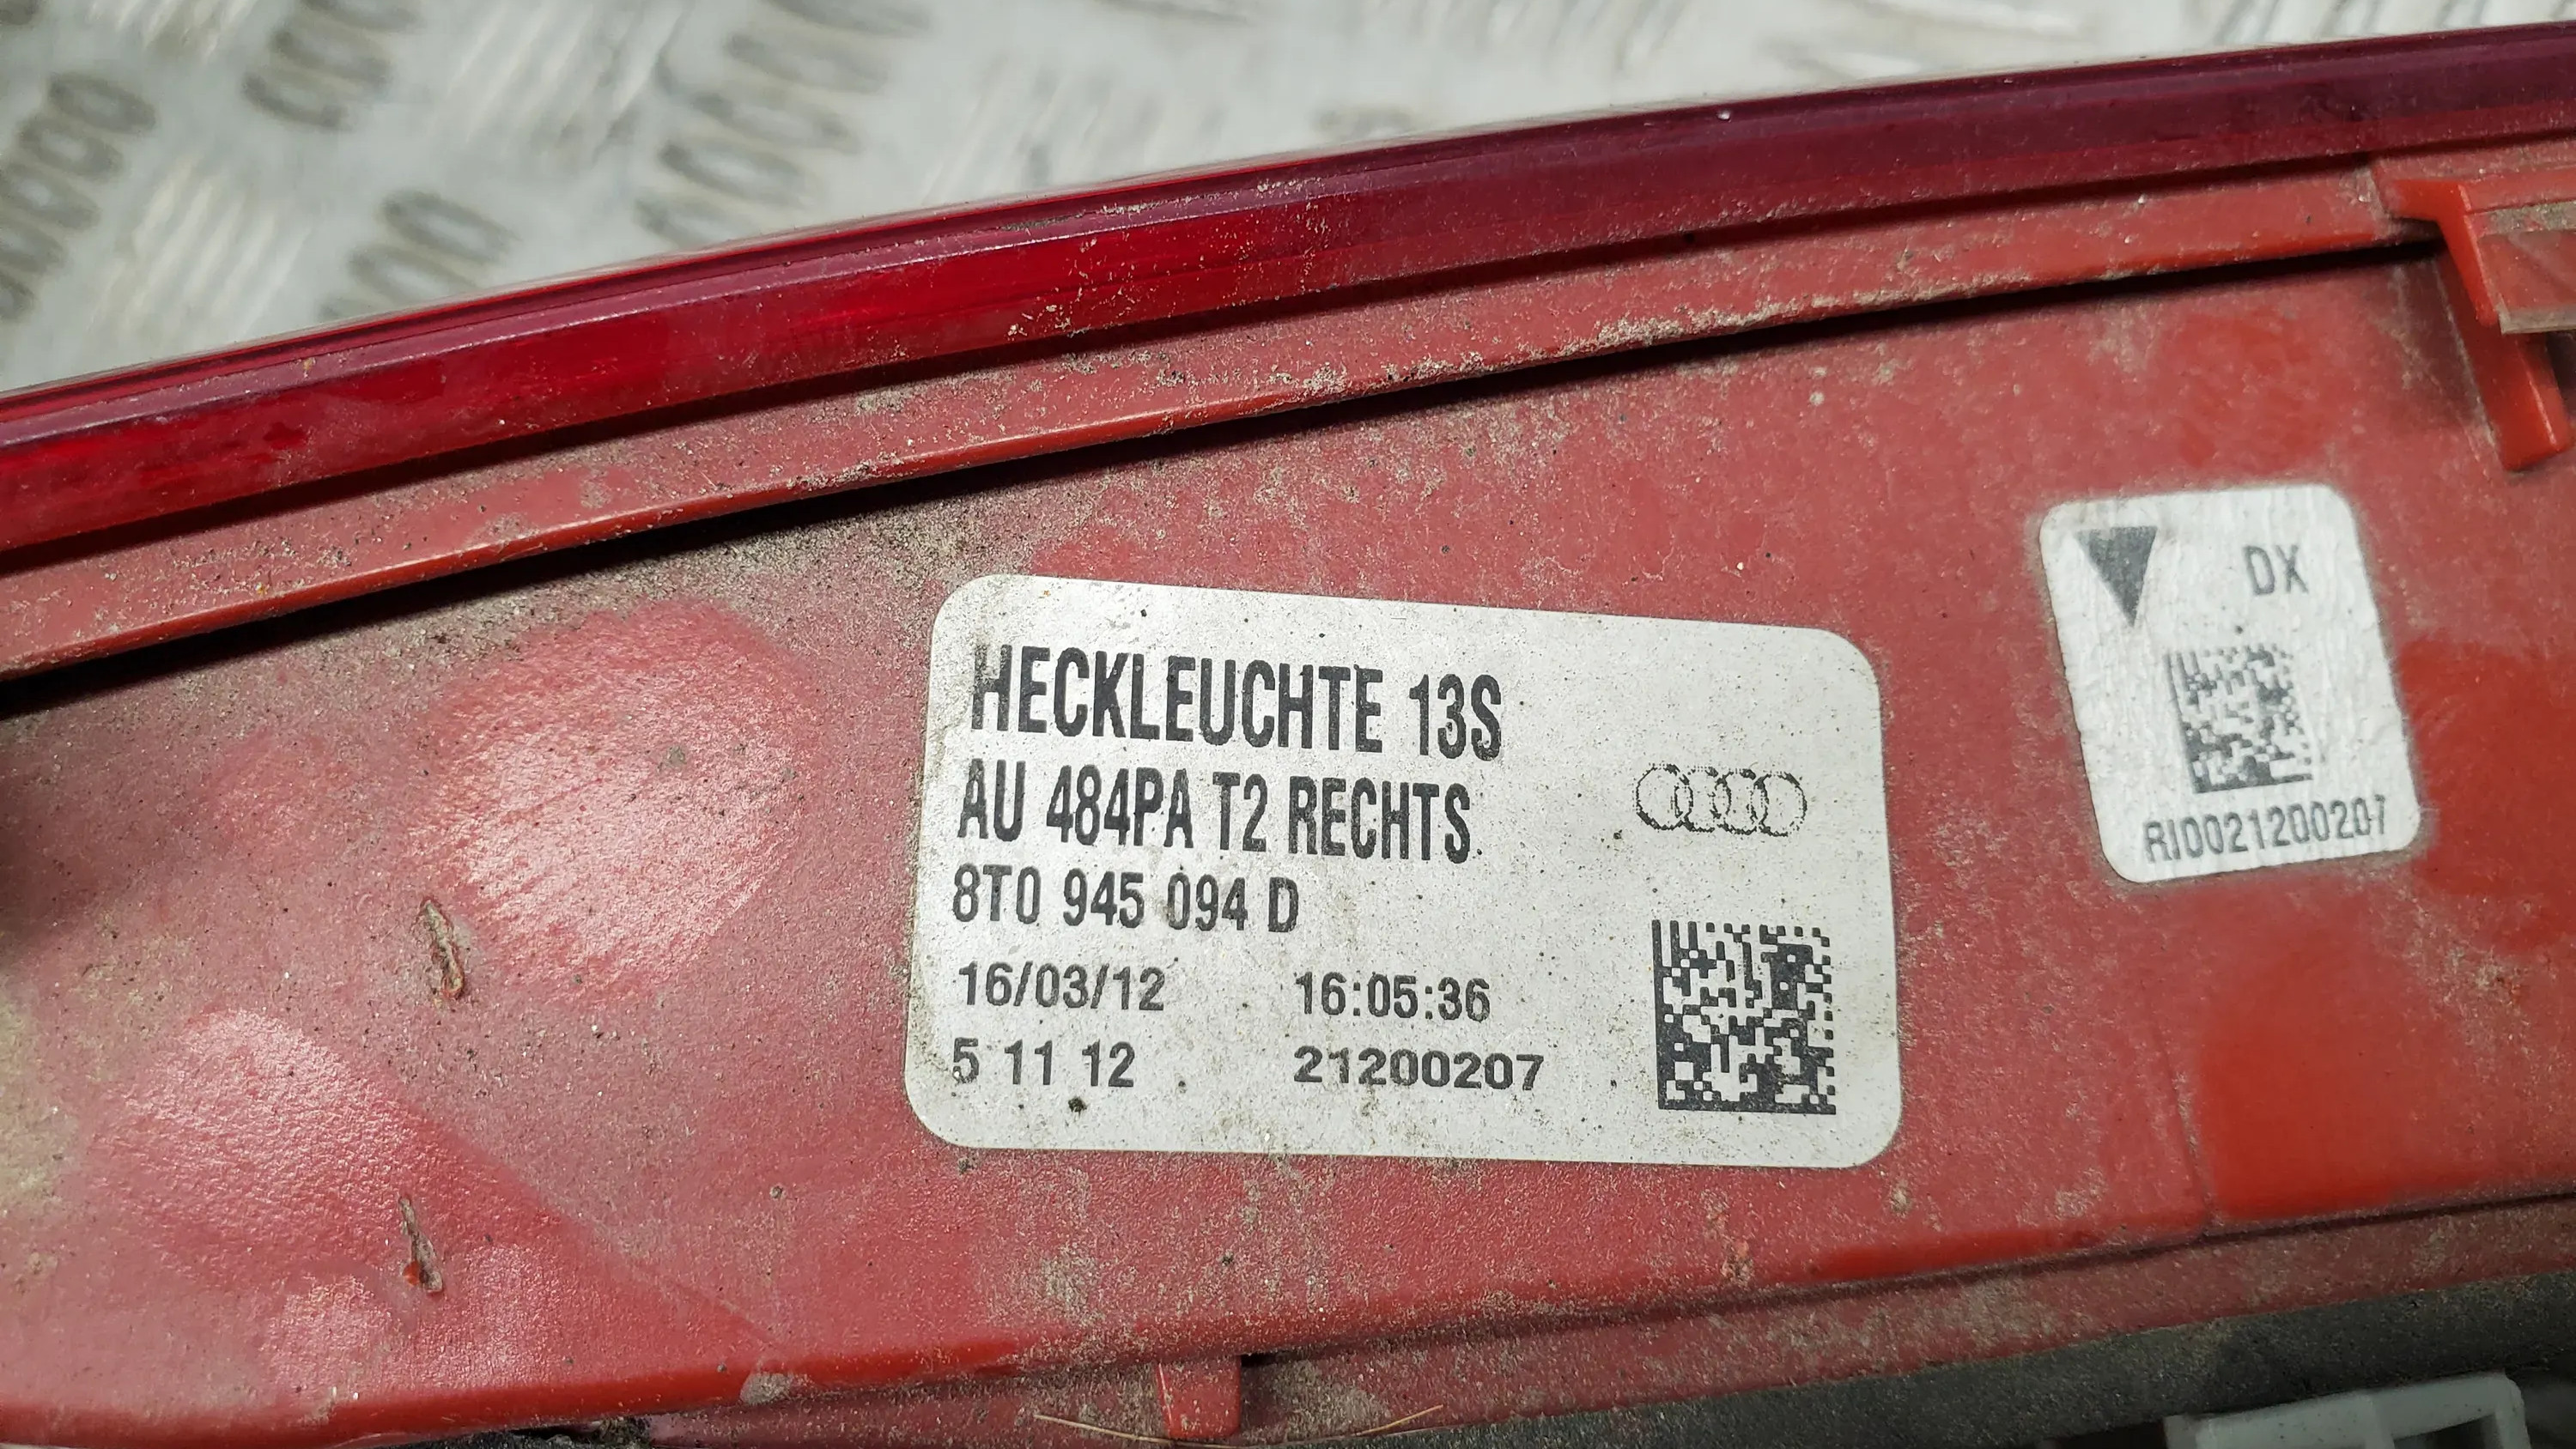 HECKLEUCHTE 13S
AU 484PA T2 RECHTS
8T0 945 094 D
16/03/12 16:05:36
5 11 12 21200207
DX
RI0021200207